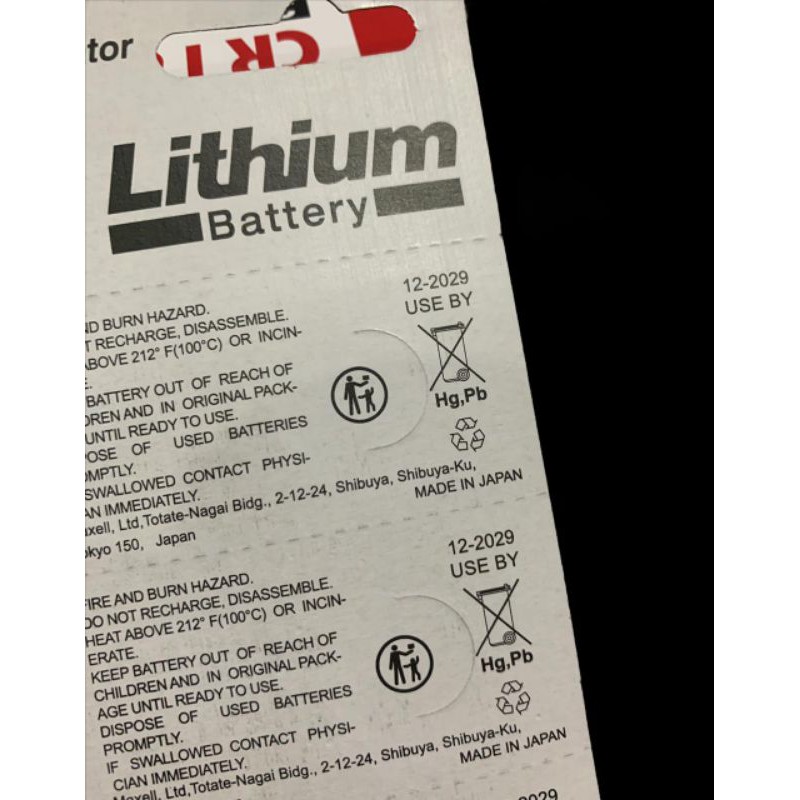 tor
CR1
Lithium
Battery
12-2029
USE BY
ND BURN HAZARD.
T RECHARGE, DISASSEMBLE.
ABOVE 212° F(100°C) OR INCIN-
E.
BATTERY OUT OF REACH OF
DREN AND IN ORIGINAL PACK-
UNTIL READY TO USE.
OSE OF USED BATTERIES
OMPTLY.
SWALLOWED CONTACT PHYSI-
AN IMMEDIATELY.
Hg,Pb
axell, Ltd,Totate-Nagai Bidg., 2-12-24, Shibuya, Shibuya-Ku,
okyo 150, Japan
MADE IN JAPAN
12-2029
USE BY
FIRE AND BURN HAZARD.
DO NOT RECHARGE, DISASSEMBLE.
HEAT ABOVE 212° F(100°C) OR INCIN-
ERATE.
KEEP BATTERY OUT OF REACH OF
CHILDREN AND IN ORIGINAL PACK-
AGE UNTIL READY TO USE.
DISPOSE OF USED BATTERIES
PROMPTLY.
IF SWALLOWED CONTACT PHYSI-
CIAN IMMEDIATELY.
Hg,Pb
Maxell, Ltd,Totate-Nagai Bidg., 2-12-24, Shibuya, Shibuya-Ku,
MADE IN JAPAN
2029